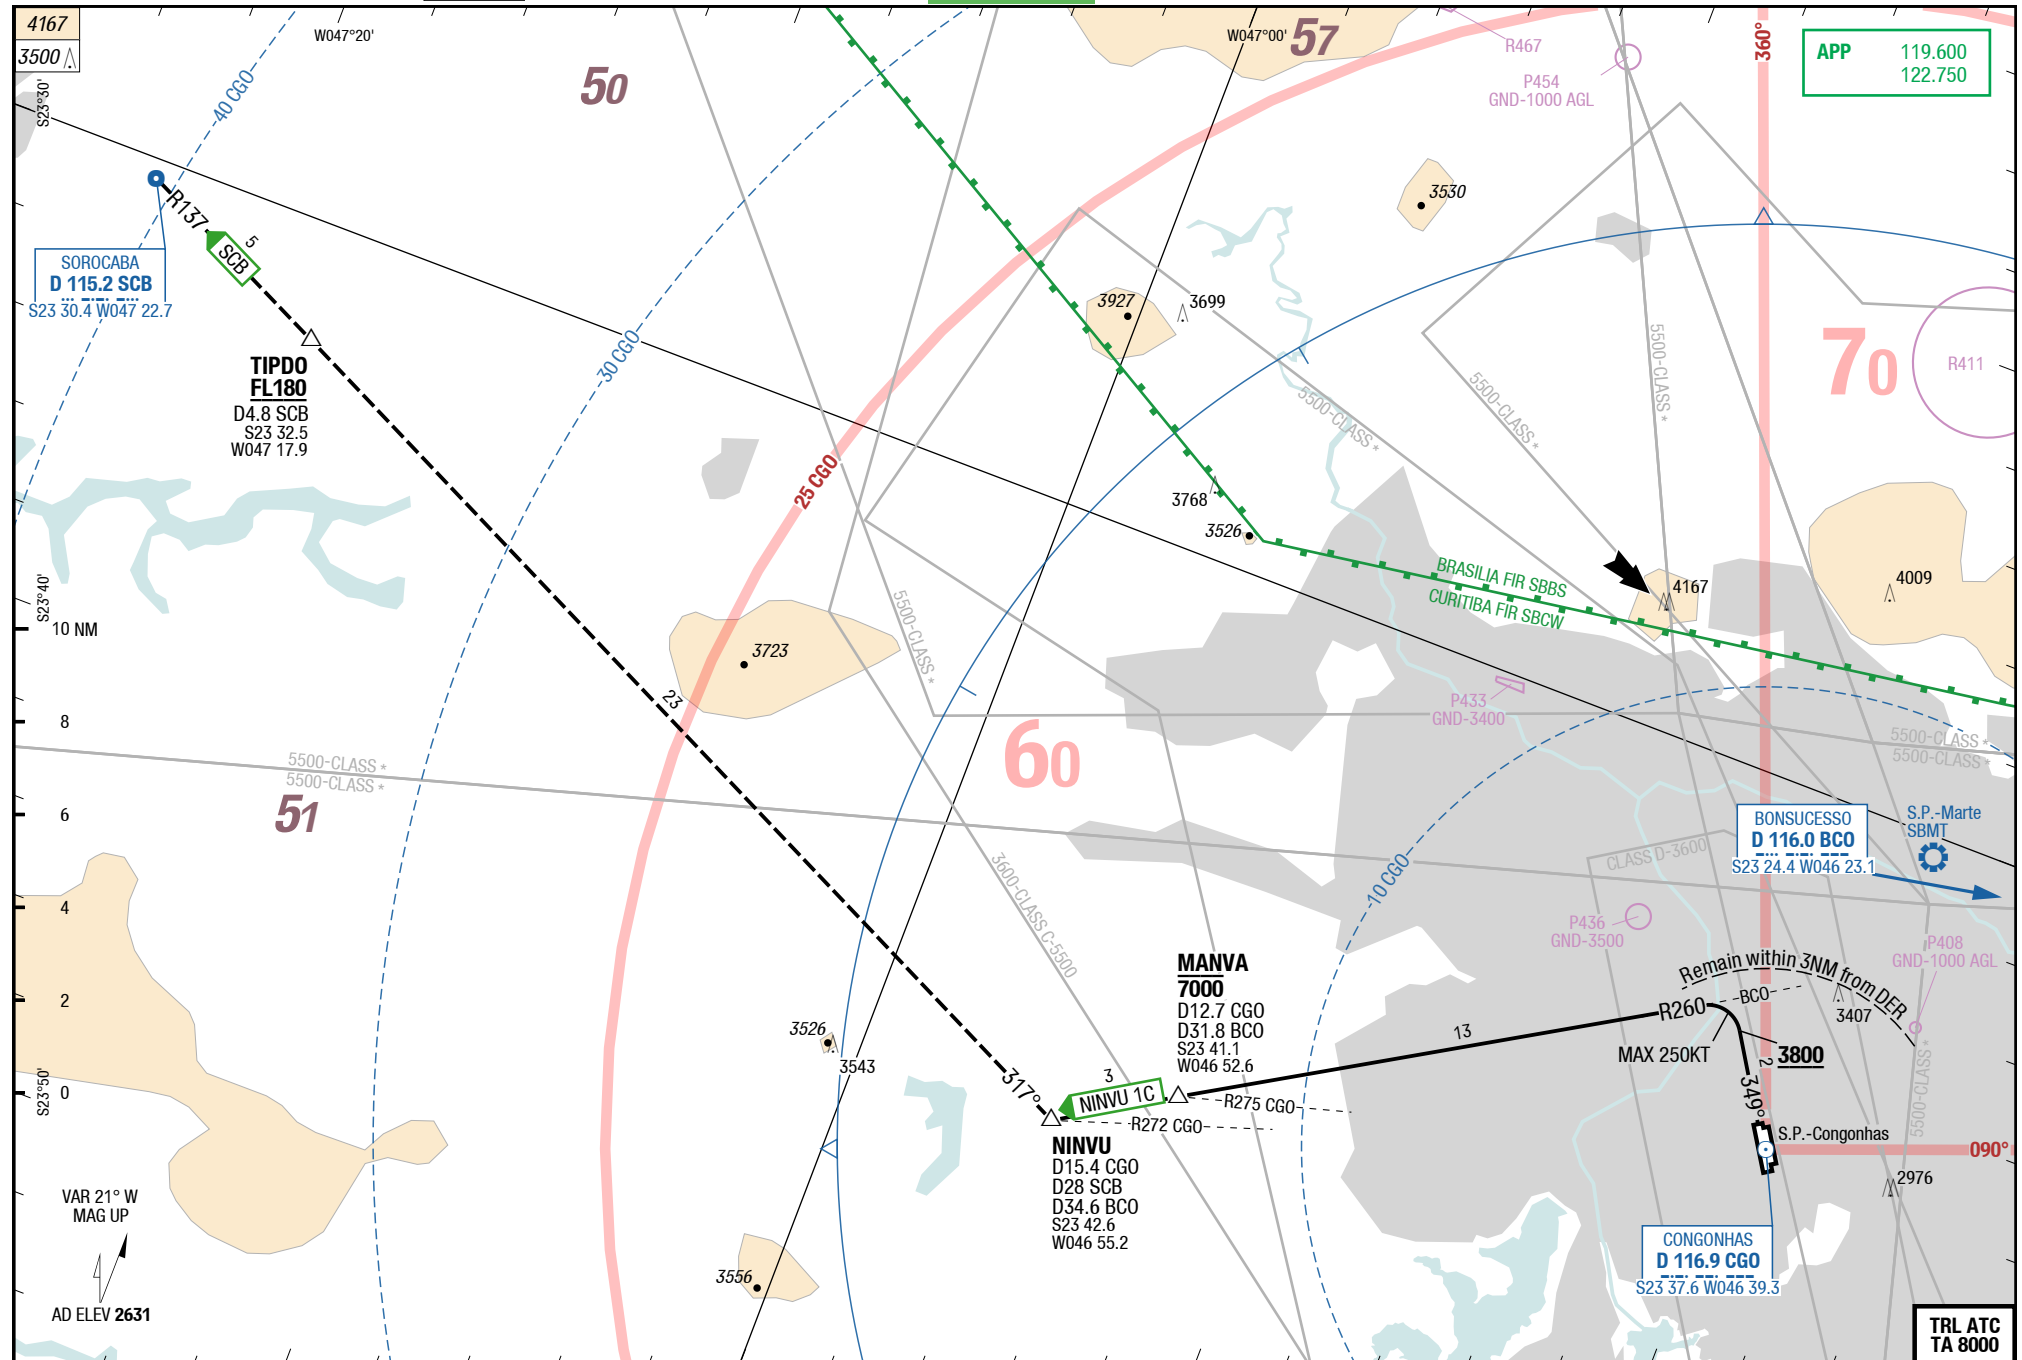 4167
3500
W047°20'
W047°00'
S23°30'
S23°40'
S23°50'
50
57
51
60
70
40 CGO
30 CGO
25 CGO
10 CGO
360°
090°
APP 119.600
122.750
R467
P454
GND-1000 AGL
R411
3530
3927
3699
3768
3526
4167
4009
3723
3526
3543
3556
3407
2976
SOROCABA
D 115.2 SCB
S23 30.4 W047 22.7
R137
5
SCB
TIPDO
FL180
D4.8 SCB
S23 32.5
W047 17.9
23
317°
5500-CLASS *
5500-CLASS *
5500-CLASS *
5500-CLASS *
5500-CLASS *
5500-CLASS *
5500-CLASS *
5500-CLASS *
5500-CLASS *
3600-CLASS C-5500
CLASS D-3600
BRASILIA FIR SBBS
CURITIBA FIR SBCW
P433
GND-3400
P436
GND-3500
P408
GND-1000 AGL
BONSUCESSO
D 116.0 BCO
S23 24.4 W046 23.1
S.P.-Marte
SBMT
10 NM
8
6
4
2
0
MANVA
7000
D12.7 CGO
D31.8 BCO
S23 41.1
W046 52.6
3
NINVU 1C
R275 CGO
R272 CGO
NINVU
D15.4 CGO
D28 SCB
D34.6 BCO
S23 42.6
W046 55.2
13
R260
BCO
Remain within 3NM from DER
MAX 250KT
3800
2
349°
S.P.-Congonhas
CONGONHAS
D 116.9 CGO
S23 37.6 W046 39.3
VAR 21° W
MAG UP
AD ELEV 2631
TRL ATC
TA 8000